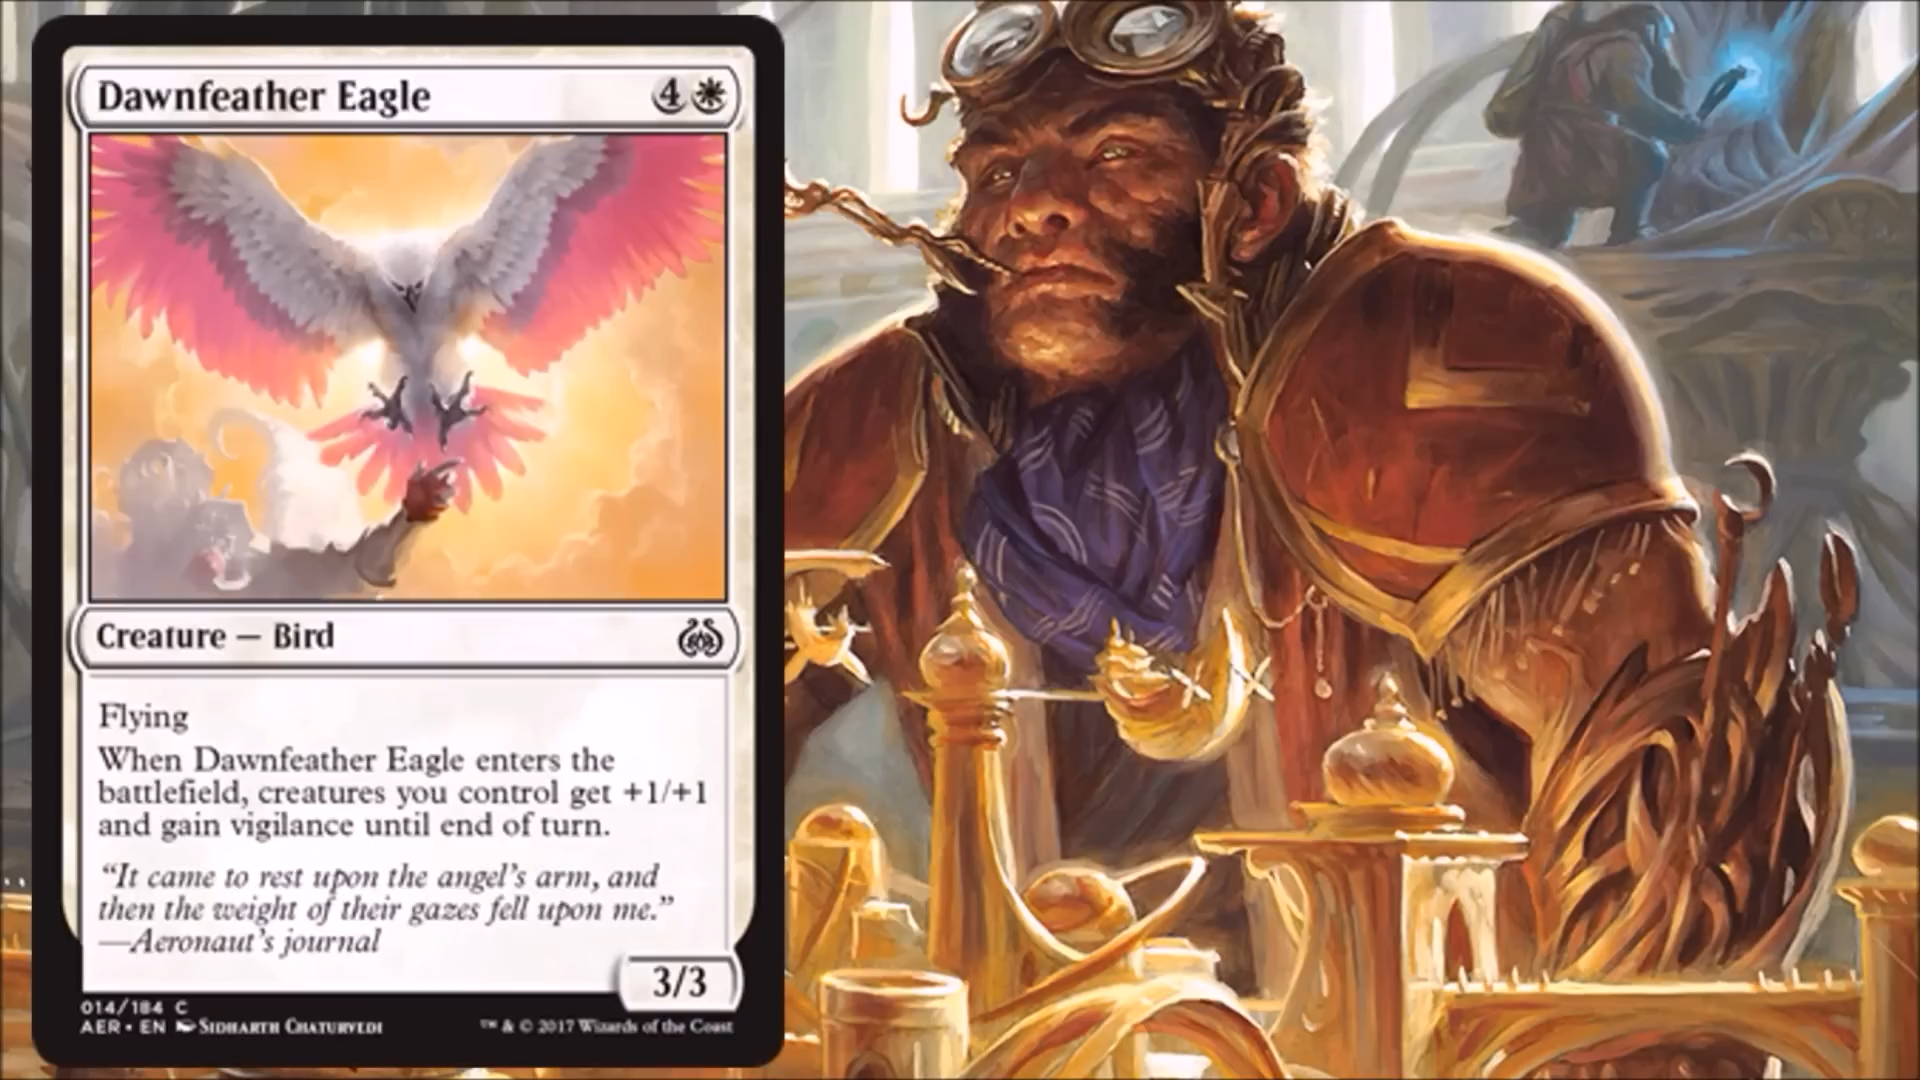 Dawnfeather Eagle 4
Creature — Bird
Flying
When Dawnfeather Eagle enters the
battlefield, creatures you control get +1/+1
and gain vigilance until end of turn.
“It came to rest upon the angel’s arm, and
then the weight of their gazes fell upon me.”
—Aeronaut’s journal
3/3
014/184 C
AER • EN Sidharth Chaturvedi ™ & © 2017 Wizards of the Coast